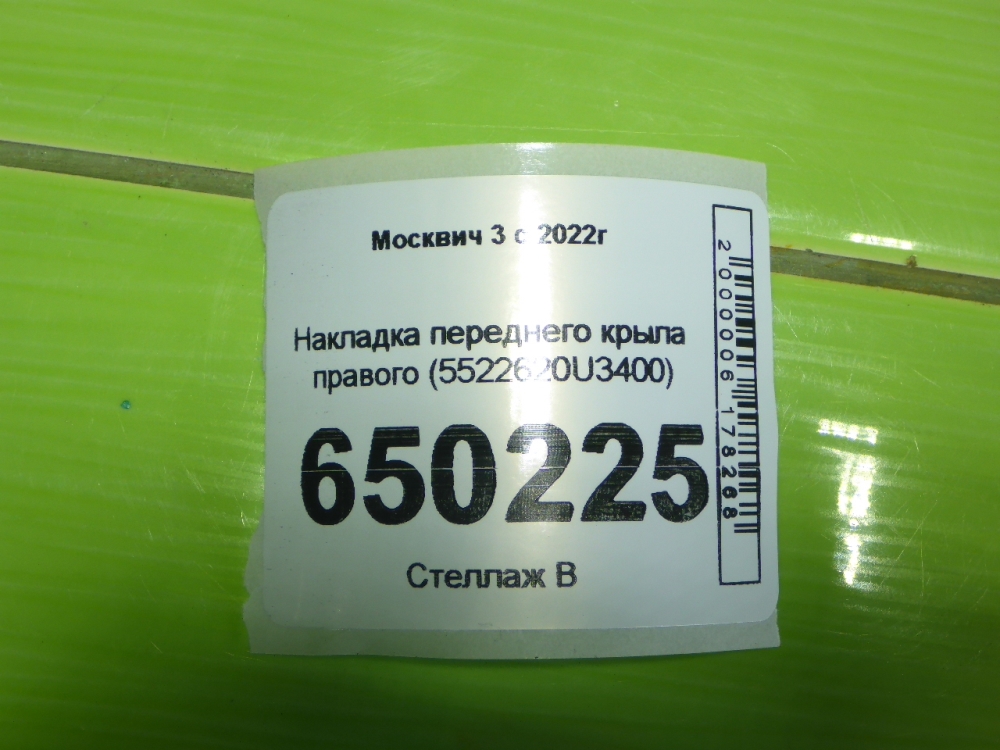 Москвич 3 с 2022г
Накладка переднего крыла
правого (5522620U3400)
650225
Стеллаж В
2000006178268